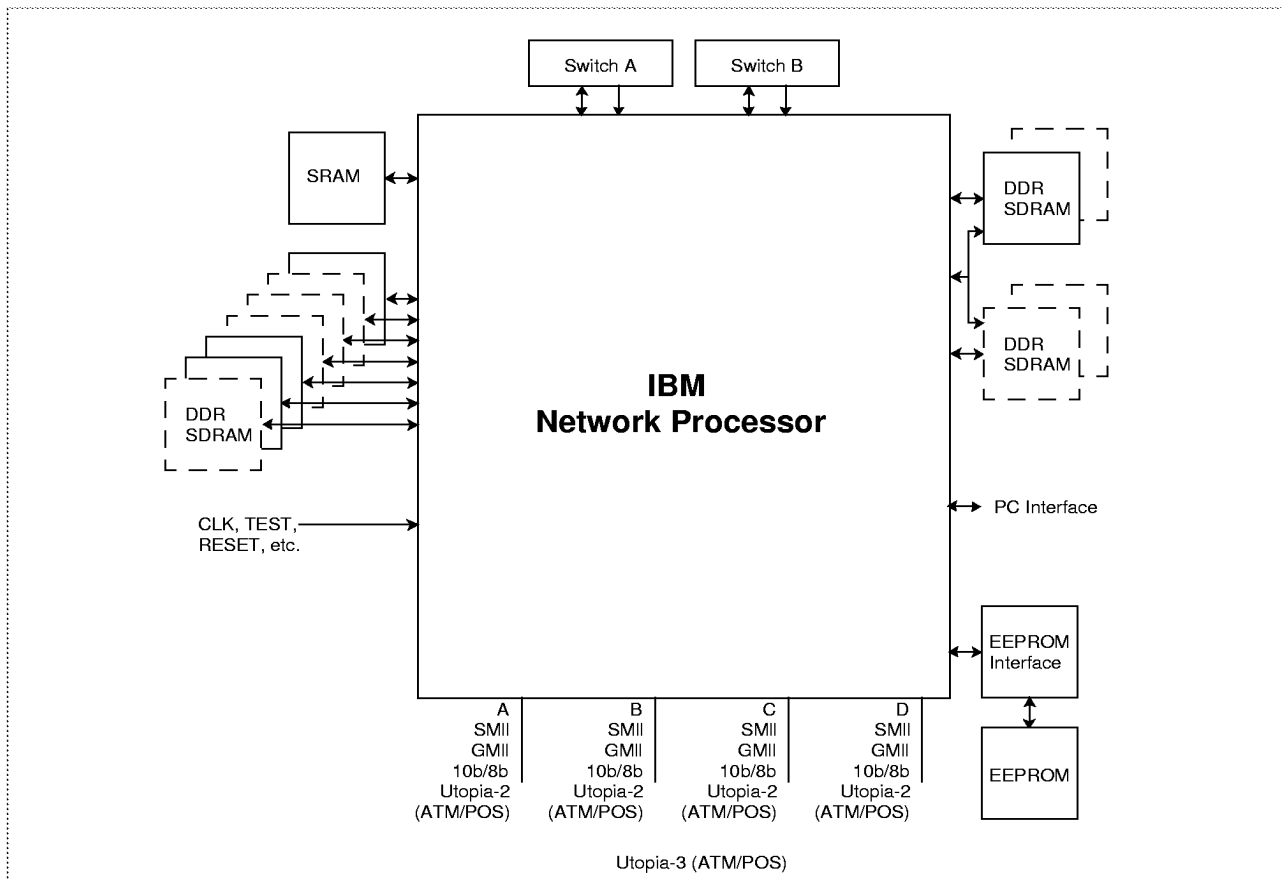 Switch A
Switch B
SRAM
DDR
SDRAM
DDR
SDRAM
DDR
SDRAM
IBM
Network Processor
CLK, TEST,
RESET, etc.
PC Interface
EEPROM
Interface
EEPROM
A
SMII
GMII
10b/8b
Utopia-2
(ATM/POS)
B
SMII
GMII
10b/8b
Utopia-2
(ATM/POS)
C
SMII
GMII
10b/8b
Utopia-2
(ATM/POS)
D
SMII
GMII
10b/8b
Utopia-2
(ATM/POS)
Utopia-3 (ATM/POS)